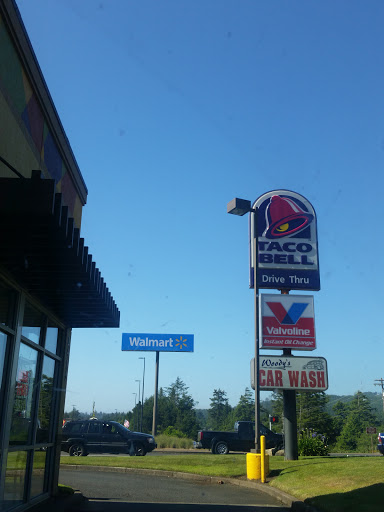 TACO
BELL
Drive Thru
Walmart
Valvoline
Instant Oil Change
Woody's
CAR WASH